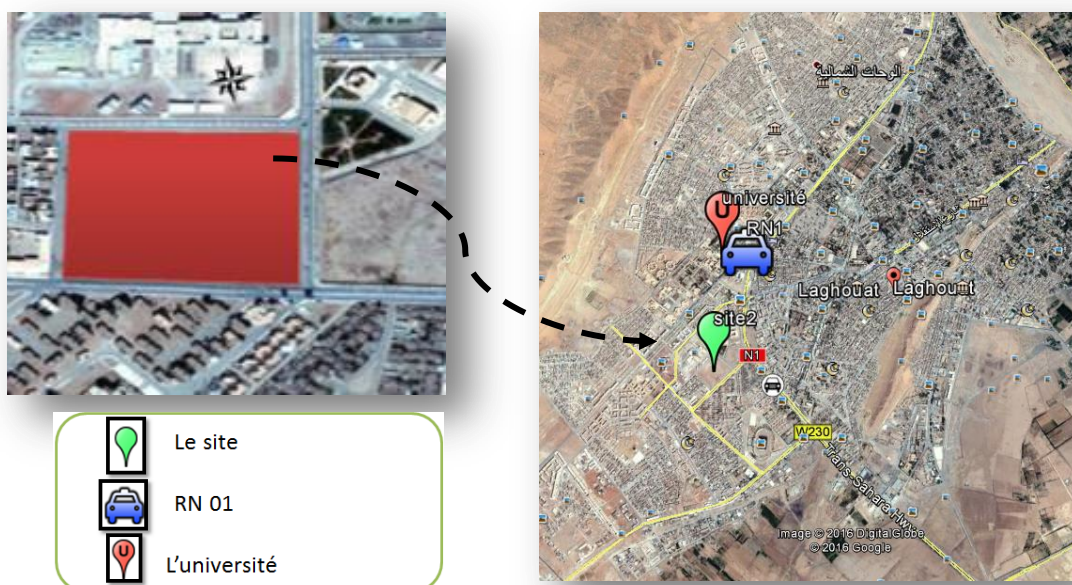 الواحات الشمالية
université
U
RN1
Laghouat
Laghouat
site2
N1
W230
Trans-Sahara Hwy
Image © 2016 DigitalGlobe
© 2016 Google
Le site
RN 01
U
L'université